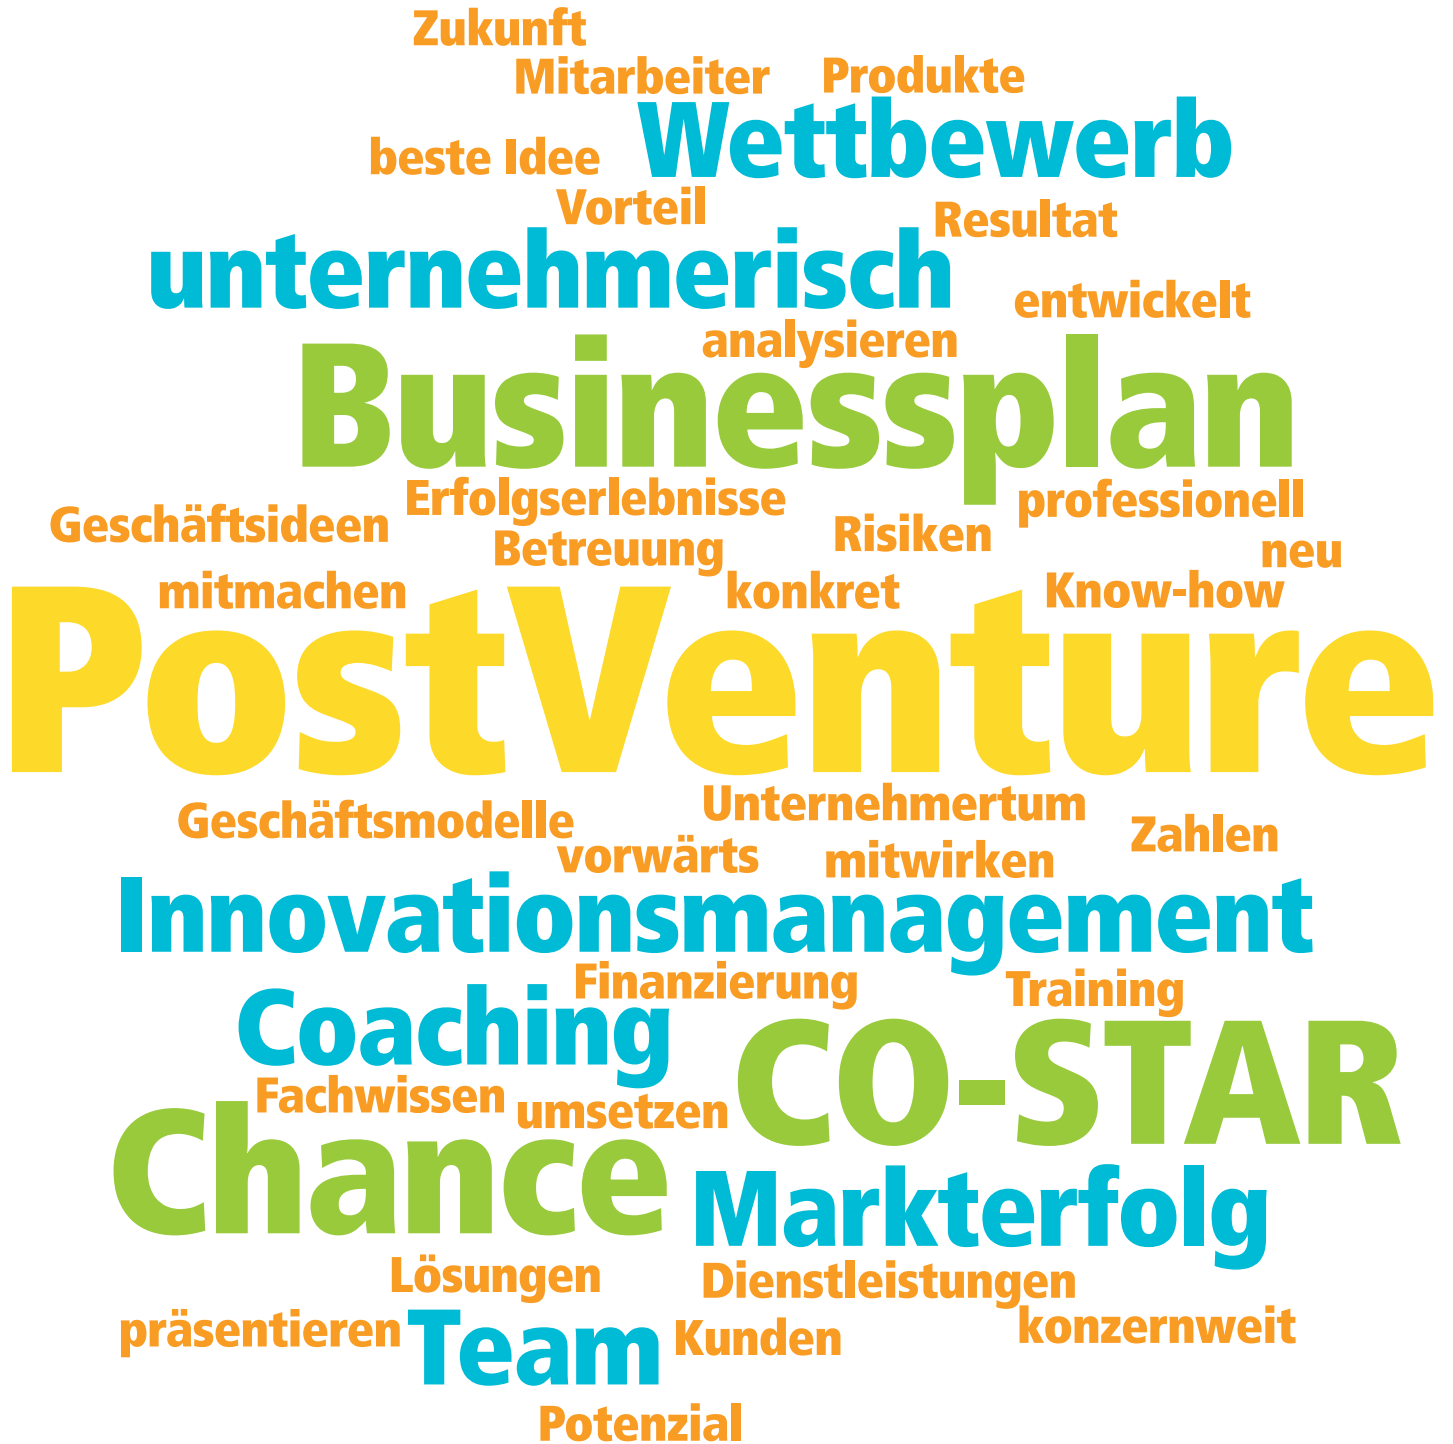 Zukunft
Mitarbeiter Produkte
Wettbewerb
beste Idee
Vorteil
Resultat
unternehmerisch
entwickelt
analysieren
Businessplan
Erfolgserlebnisse
professionell
Geschäftsideen
Risiken
Betreuung
neu
mitmachen
konkret
Know-how
PostVenture
Unternehmertum
Geschäftsmodelle
Zahlen
vorwärts
mitwirken
Innovationsmanagement
Finanzierung
Training
Coaching
CO-STAR
Fachwissen
umsetzen
Chance
Markterfolg
Lösungen
Dienstleistungen
präsentieren
Team
Kunden
konzernweit
Potenzial